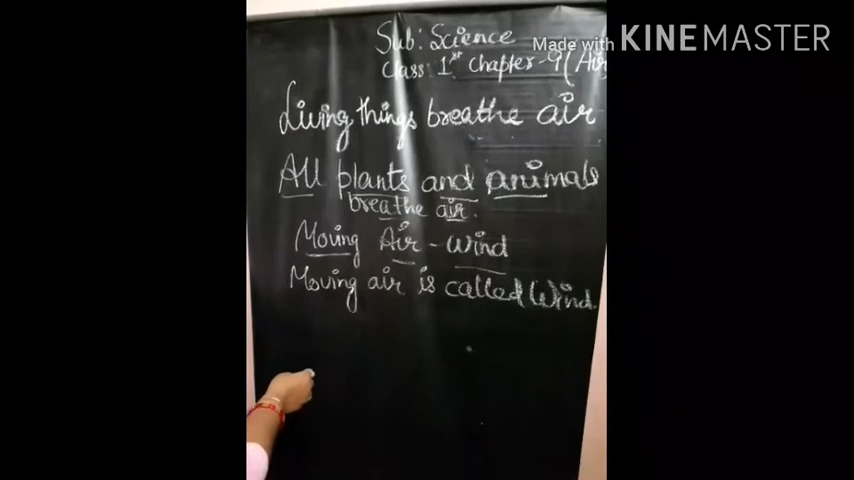 Sub: Science
Made with KINEMASTER
Class: 1st Chapter-9 (Air
Living things breathe air
All plants and animals
breathe air.
Moving Air - Wind
Moving air is called Wind.